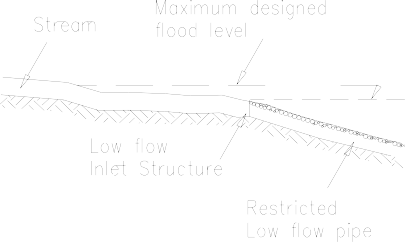 Maximum designed
flood level
Stream
Low flow
Inlet Structure
Restricted
Low flow pipe